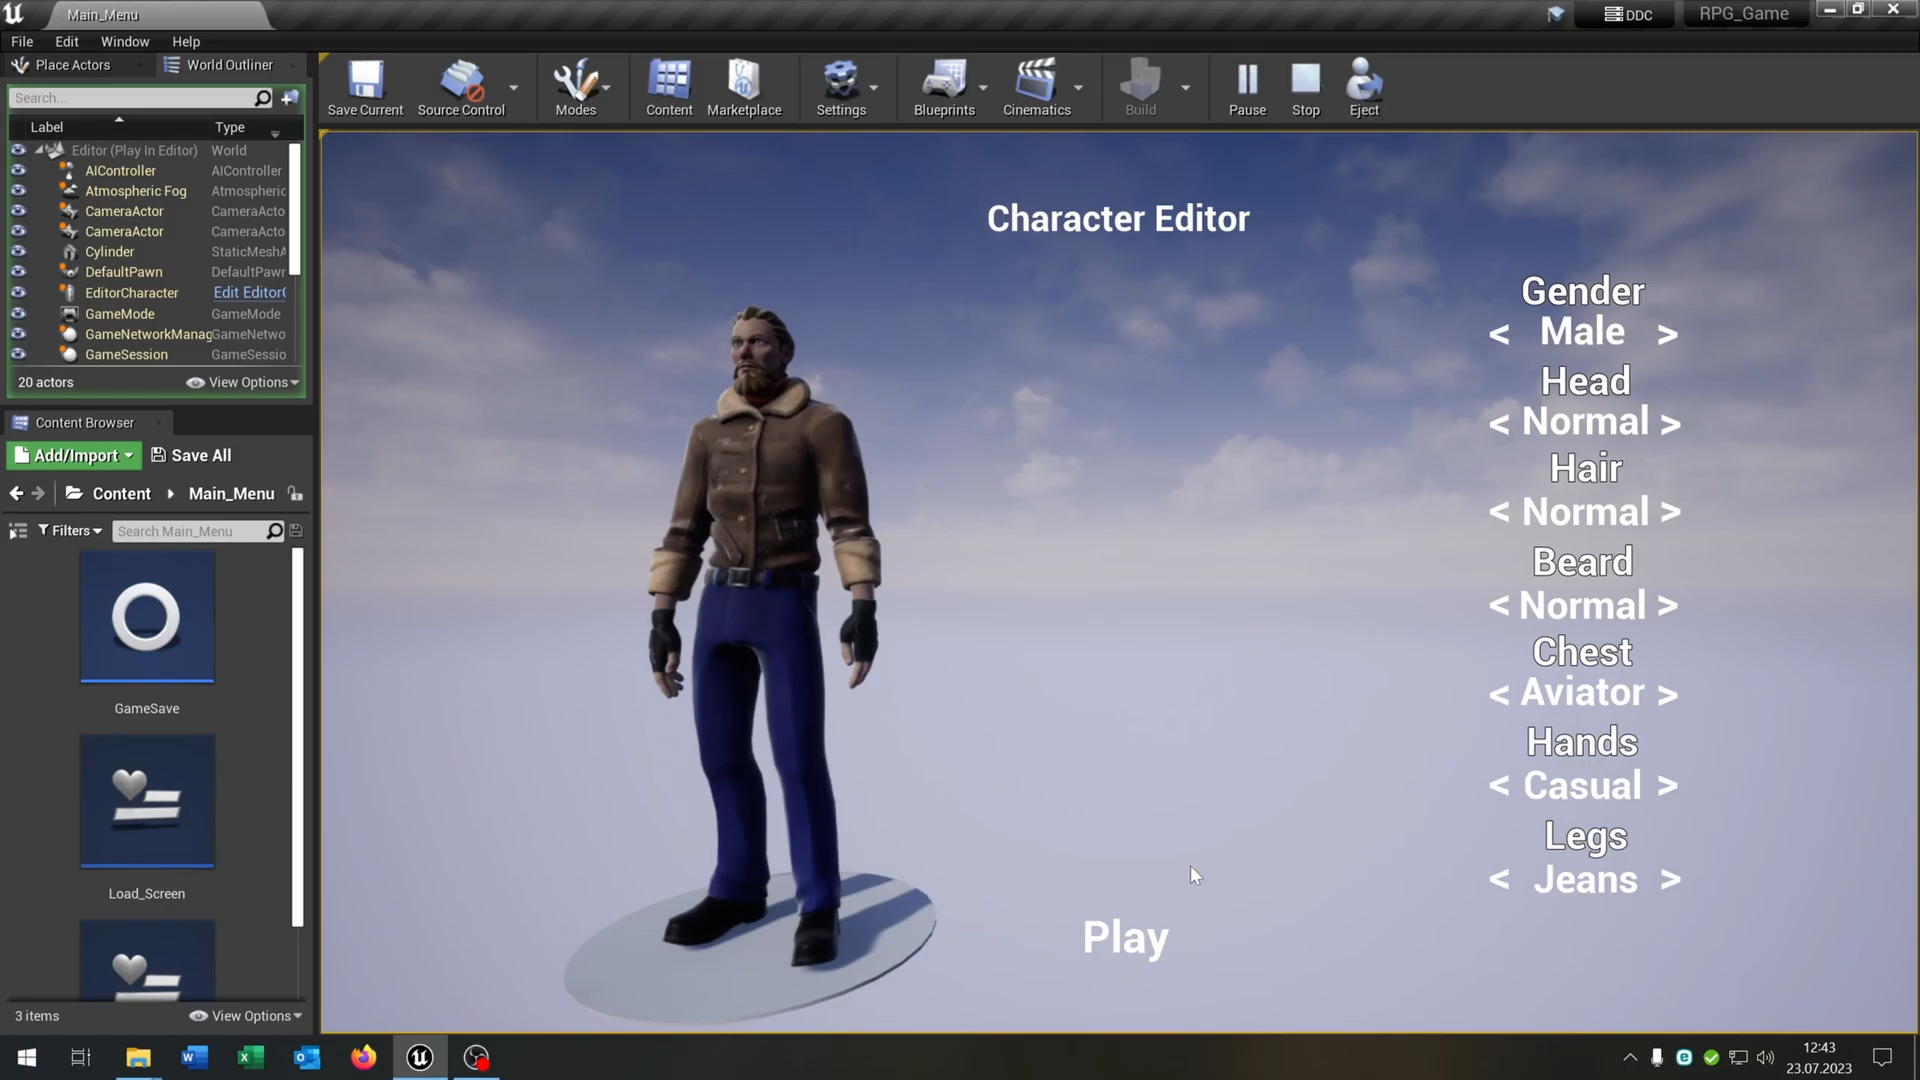 Main_Menu
DDC
RPG_Game
File Edit Window Help
Place Actors
World Outliner
Search...
Label Type
Editor (Play In Editor) World
AIController AIController
Atmospheric Fog Atmospheric
CameraActor CameraActo
CameraActor CameraActo
Cylinder StaticMeshA
DefaultPawn DefaultPawr
EditorCharacter Edit EditorC
GameMode GameMode
GameNetworkManag GameNetwo
GameSession GameSessio
20 actors View Options
Content Browser
Add/Import Save All
Content Main_Menu
Filters Search Main_Menu
GameSave
Load_Screen
3 items View Options
Save Current
Source Control
Modes
Content
Marketplace
Settings
Blueprints
Cinematics
Build
Pause
Stop
Eject
Character Editor
Gender
< Male >
Head
< Normal >
Hair
< Normal >
Beard
< Normal >
Chest
< Aviator >
Hands
< Casual >
Legs
< Jeans >
Play
12:43
23.07.2023